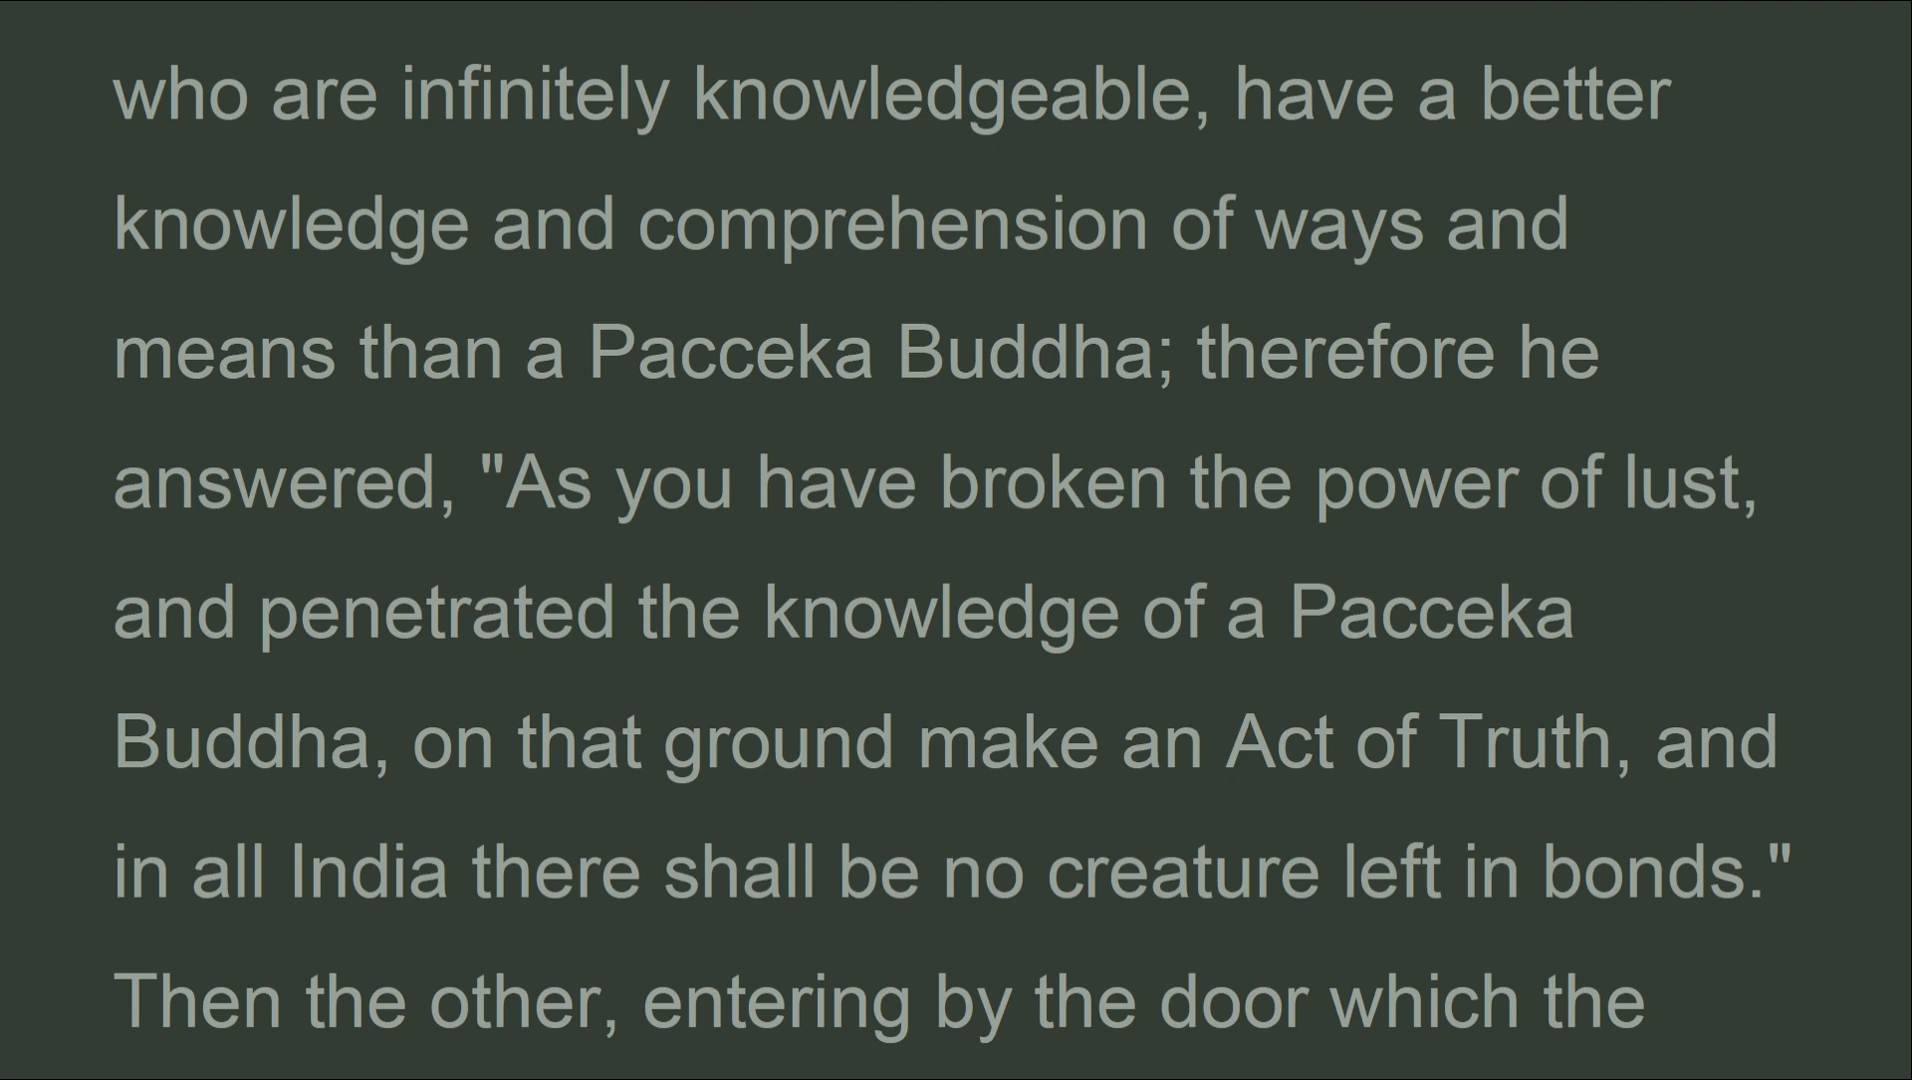 who are infinitely knowledgeable, have a better
knowledge and comprehension of ways and
means than a Pacceka Buddha; therefore he
answered, "As you have broken the power of lust,
and penetrated the knowledge of a Pacceka
Buddha, on that ground make an Act of Truth, and
in all India there shall be no creature left in bonds."
Then the other, entering by the door which the